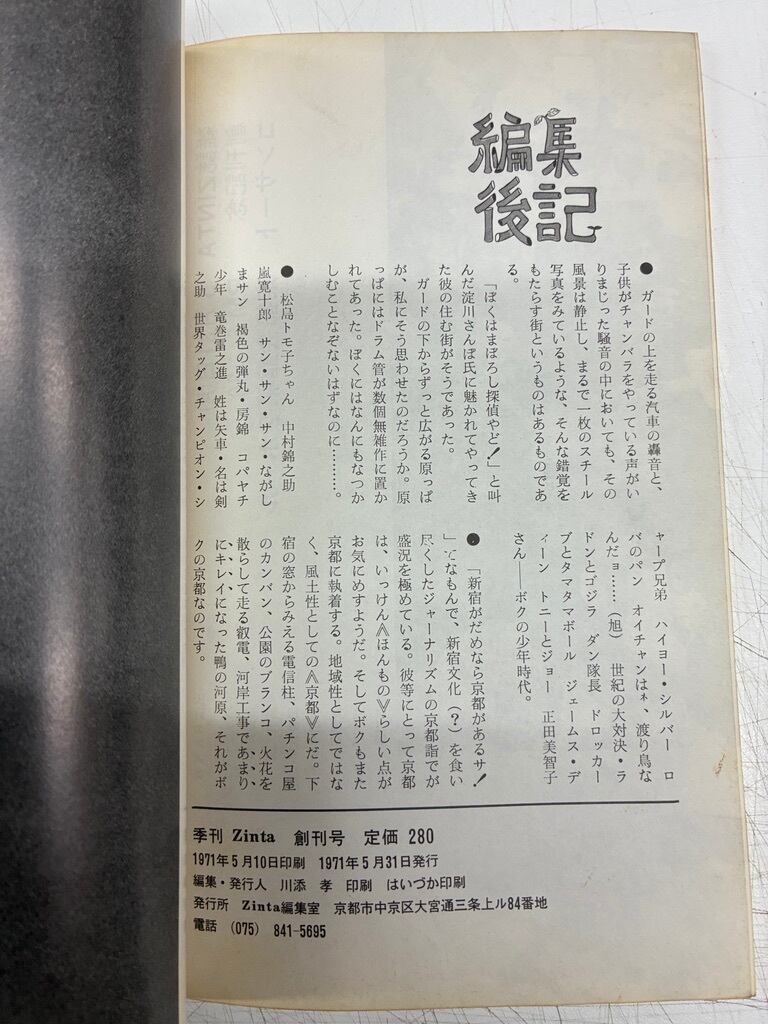 編集
後記
● ガードの上を走る汽車の轟音と、
子供がチャンバラをやっている声がい
りまじった騒音の中においても、その
風景は静止し、まるで一枚のスチール
写真をみているような、そんな錯覚を
もたらす街というものはあるものであ
る。
「ぼくはまぼろし探偵やど!」と叫
んだ淀川さんぽ氏に魅かれてやってき
た彼の住む街がそうであった。
ガードの下からずっと広がる原っぱ
が、私にそう思わせたのだろうか。原
っぱにはドラム管が数個無雑作に置か
れてあった。ぼくにはなんにもなつか
しむことなぞないはずなのに………。
● 松島トモ子ちゃん 中村錦之助
嵐寛十郎 サン・サン・サン・ながし
まサン 褐色の弾丸・房錦 コパヤチ
少年 竜巻雷之進 姓は矢車・名は剣
之助 世界タッグ・チャンピオン・シ
ャープ兄弟 ハイヨー・シルバー ロ
バのパン オイチャンはネ、渡り鳥な
んだョ……(旭) 世紀の大対決・ラ
ドンとゴジラ ダン隊長 ドロッカー
ブとタマタマボール ジェームス・デ
ィーン トニーとジョー 正田美智子
さん――ボクの少年時代。
● 「新宿がだめなら京都があるサ!
」てなもんで、新宿文化(?)を食い
尽くしたジャーナリズムの京都詣でが
盛況を極めている。彼等にとって京都
は、いっけん≪ほんもの≫らしい点が
お気にめすようだ。そしてボクもまた
京都に執着する。地域性としてではな
く、風土性としての≪京都≫にだ。下
宿の窓からみえる電信柱、パチンコ屋
のカンバン、公園のブランコ、火花を
散らして走る叡電、河岸工事であまり
にキレイになった鴨の河原、それがボ
クの京都なのです。
季刊 Zinta 創刊号 定価 280
1971年5月10日印刷 1971年5月31日発行
編集・発行人 川添 孝 印刷 はいづか印刷
発行所 Zinta編集室 京都市中京区大宮通三条上ル84番地
電話 (075) 841-5695